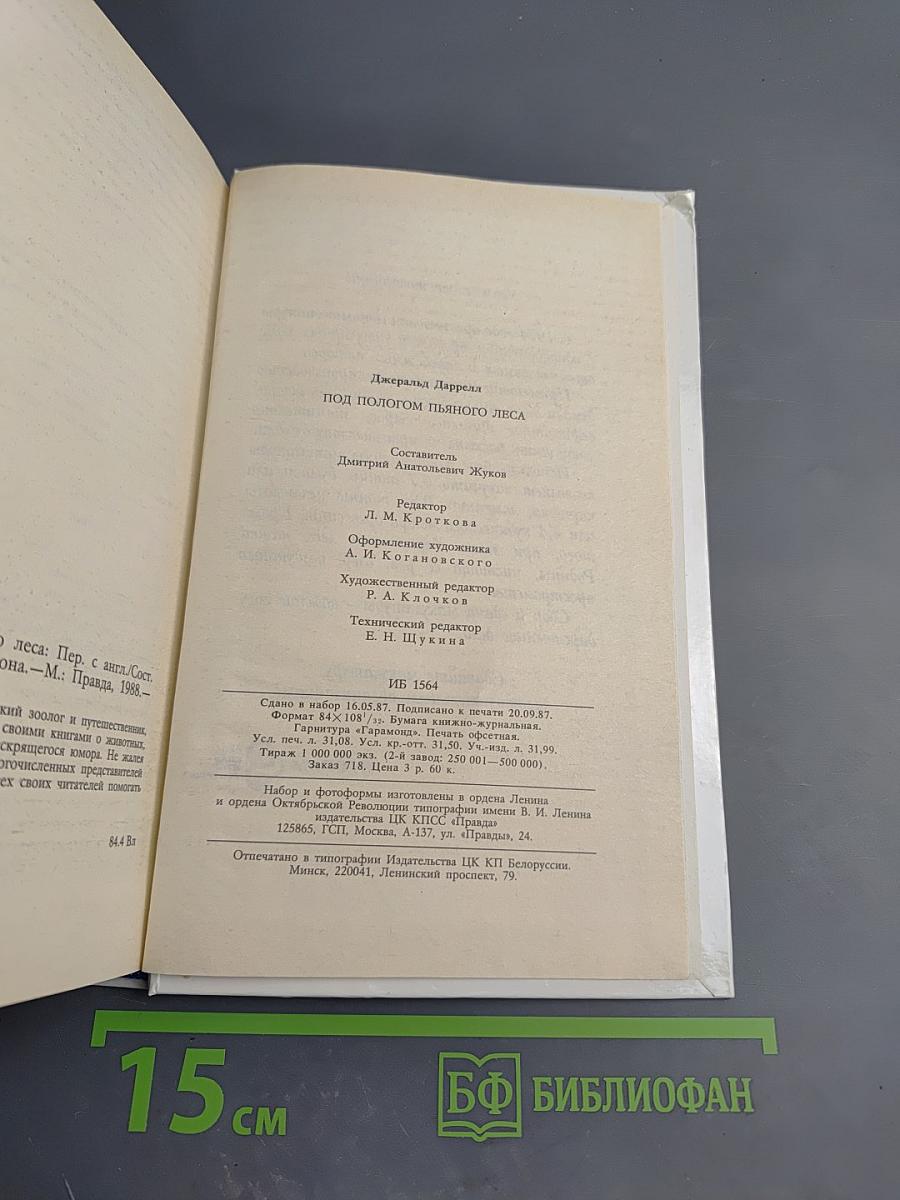 О леса: Пер. с англ./Сост.
она.—М.: Правда, 1988.—
кий зоолог и путешественник,
своими книгами о животных,
скрящегося юмора. Не жалея
огочисленных представителей
ех своих читателей помогать
84.4 Вл
Джеральд Даррелл
ПОД ПОЛОГОМ ПЬЯНОГО ЛЕСА
Составитель
Дмитрий Анатольевич Жуков
Редактор
Л. М. Кроткова
Оформление художника
А. И. Когановского
Художественный редактор
Р. А. Клочков
Технический редактор
Е. Н. Щукина
ИБ 1564
Сдано в набор 16.05.87. Подписано к печати 20.09.87.
Формат 84×108¹/₃₂. Бумага книжно-журнальная.
Гарнитура «Гарамонд». Печать офсетная.
Усл. печ. л. 31,08. Усл. кр.-отт. 31,50. Уч.-изд. л. 31,99.
Тираж 1 000 000 экз. (2-й завод: 250 001—500 000).
Заказ 718. Цена 3 р. 60 к.
Набор и фотоформы изготовлены в ордена Ленина
и ордена Октябрьской Революции типографии имени В. И. Ленина
издательства ЦК КПСС «Правда»
125865, ГСП, Москва, А-137, ул. «Правды», 24.
Отпечатано в типографии Издательства ЦК КП Белоруссии.
Минск, 220041, Ленинский проспект, 79.
15 см
БФ БИБЛИОФАН